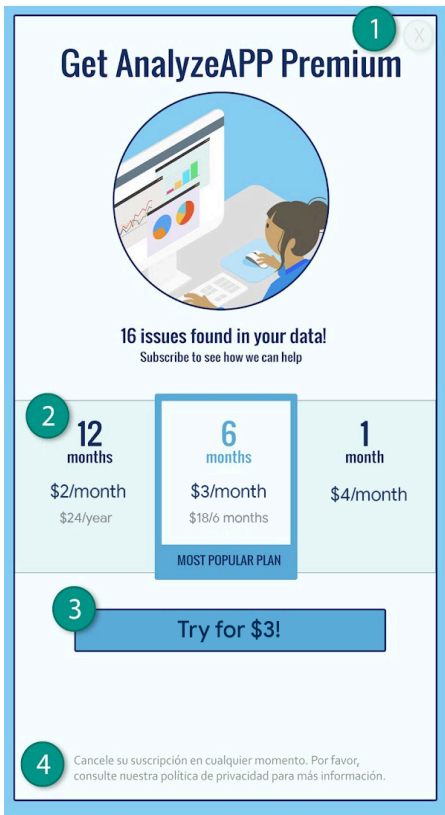 1
X
Get AnalyzeAPP Premium
16 issues found in your data!
Subscribe to see how we can help
2
12
months
$2/month
$24/year
6
months
$3/month
$18/6 months
MOST POPULAR PLAN
1
month
$4/month
3
Try for $3!
4
Cancele su suscripción en cualquier momento. Por favor,
consulte nuestra política de privacidad para más información.